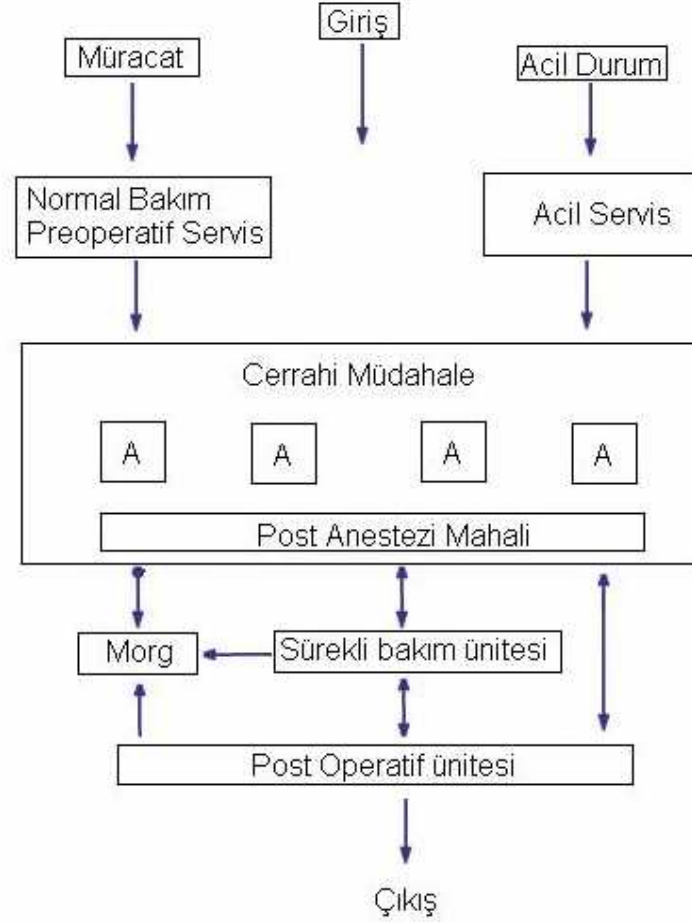 Giriş
Müracat
Acil Durum
Normal Bakım
Preoperatif Servis
Acil Servis
Cerrahi Müdahale
A
A
A
A
Post Anestezi Mahali
Morg
Sürekli bakım ünitesi
Post Operatif ünitesi
Çıkış